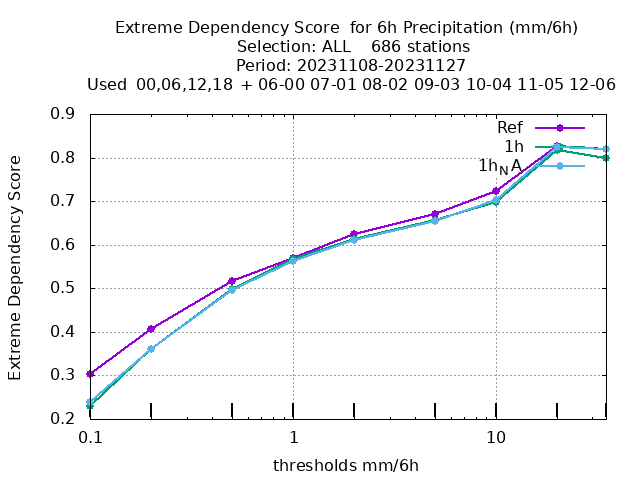 Extreme Dependency Score  for 6h Precipitation (mm/6h)
Selection: ALL    686 stations
Period: 20231108-20231127
Used  00,06,12,18  + 06-00 07-01 08-02 09-03 10-04 11-05 12-06
0.9
0.8
0.7
0.6
0.5
0.4
0.3
0.2
Extreme Dependency Score
Ref
1h
1hNA
0.1 1 10
thresholds mm/6h